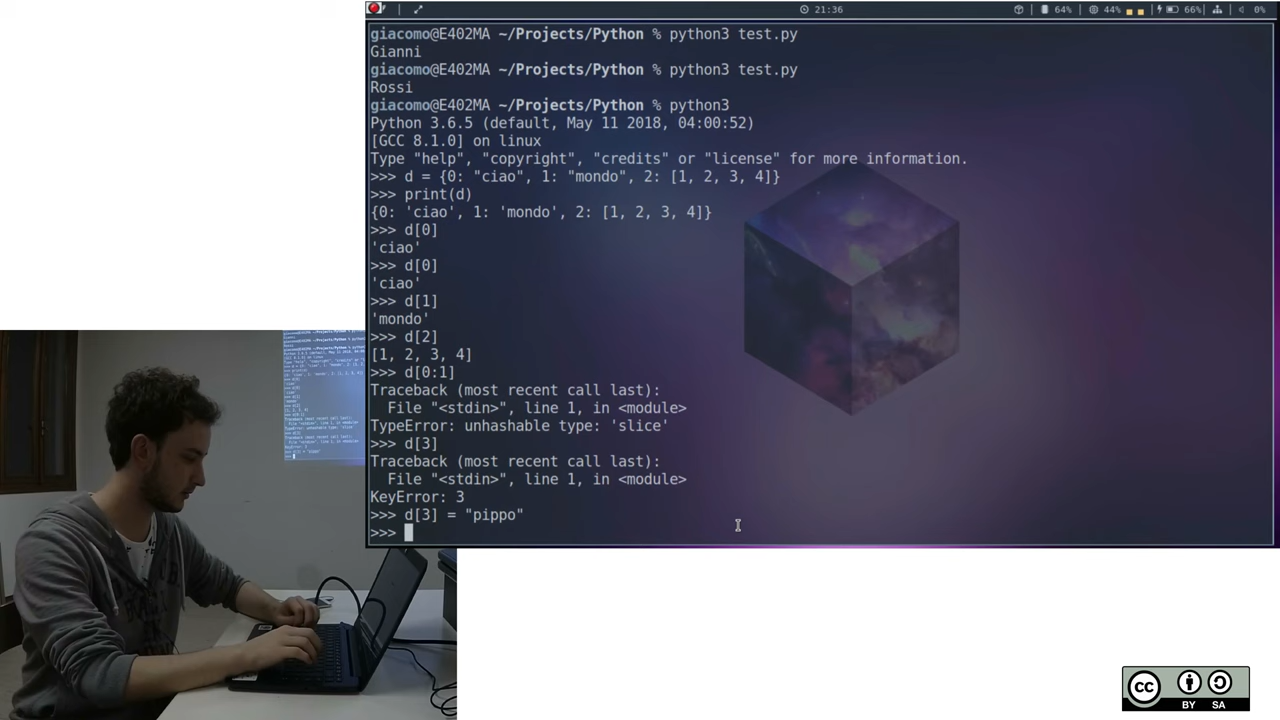 21:36
64%
44%
66%
0%
giacomo@E402MA ~/Projects/Python % python3 test.py
Gianni
giacomo@E402MA ~/Projects/Python % python3 test.py
Rossi
giacomo@E402MA ~/Projects/Python % python3
Python 3.6.5 (default, May 11 2018, 04:00:52)
[GCC 8.1.0] on linux
Type "help", "copyright", "credits" or "license" for more information.
>>> d = {0: "ciao", 1: "mondo", 2: [1, 2, 3, 4]}
>>> print(d)
{0: 'ciao', 1: 'mondo', 2: [1, 2, 3, 4]}
>>> d[0]
'ciao'
>>> d[0]
'ciao'
>>> d[1]
'mondo'
>>> d[2]
[1, 2, 3, 4]
>>> d[0:1]
Traceback (most recent call last):
  File "<stdin>", line 1, in <module>
TypeError: unhashable type: 'slice'
>>> d[3]
Traceback (most recent call last):
  File "<stdin>", line 1, in <module>
KeyError: 3
>>> d[3] = "pippo"
>>>
cc
BY SA